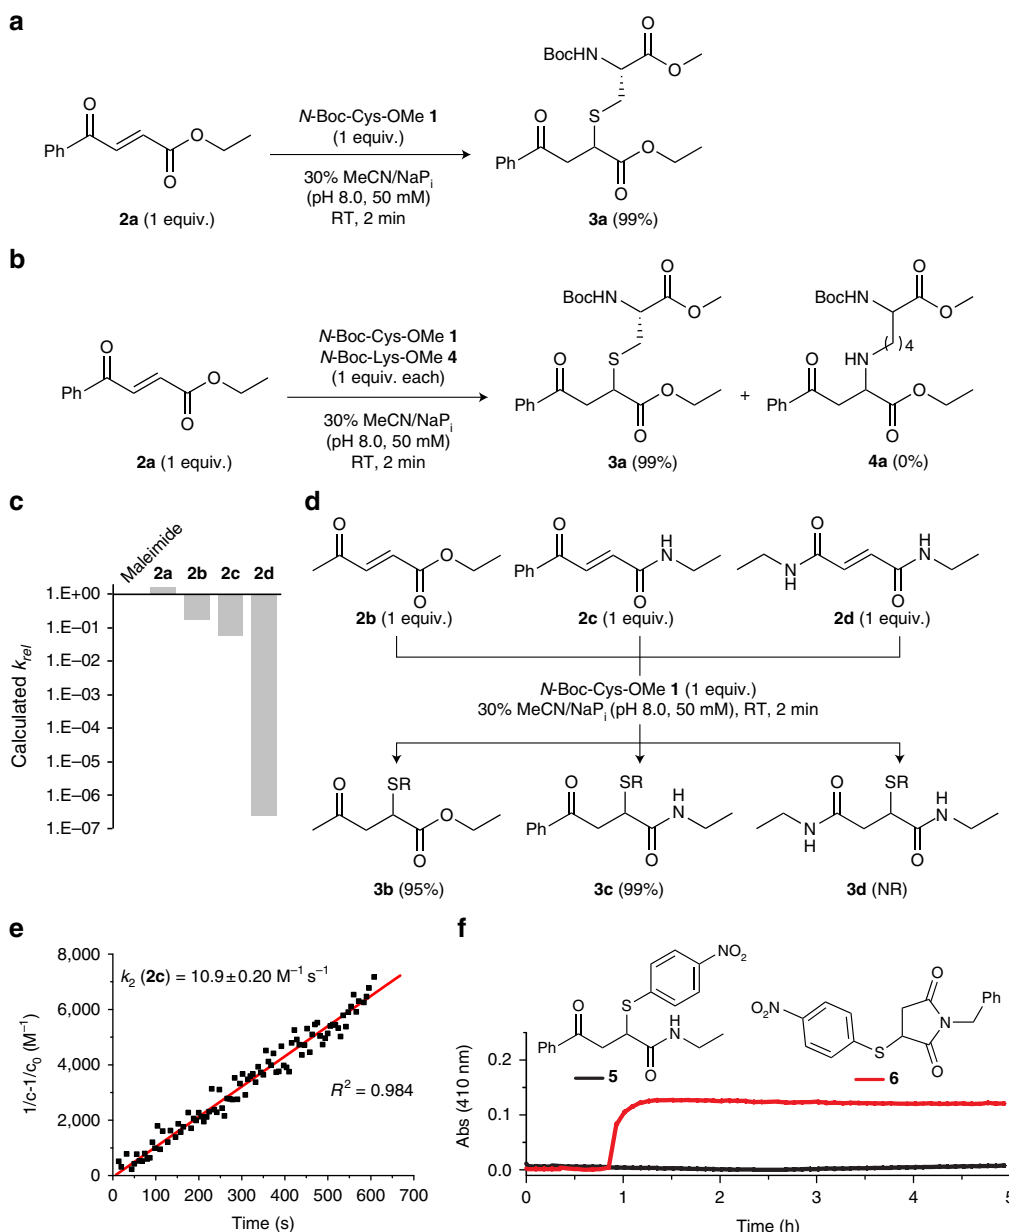 a
O
Ph
O
O
2a (1 equiv.)
N-Boc-Cys-OMe 1
(1 equiv.)
30% MeCN/NaPi
(pH 8.0, 50 mM)
RT, 2 min
BocHN
O
O
S
O
Ph
O
O
3a (99%)
b
O
Ph
O
O
2a (1 equiv.)
N-Boc-Cys-OMe 1
N-Boc-Lys-OMe 4
(1 equiv. each)
30% MeCN/NaPi
(pH 8.0, 50 mM)
RT, 2 min
BocHN
O
O
S
O
Ph
O
O
3a (99%)
+
BocHN
O
O
( )4
HN
O
Ph
O
O
4a (0%)
c
Maleimide
2a 2b 2c 2d
Calculated krel
1.E+00
1.E−01
1.E−02
1.E−03
1.E−04
1.E−05
1.E−06
1.E−07
d
O
O
O
2b (1 equiv.)
O
Ph
H
N
O
2c (1 equiv.)
O
N
H
H
N
O
2d (1 equiv.)
N-Boc-Cys-OMe 1 (1 equiv.)
30% MeCN/NaPi (pH 8.0, 50 mM), RT, 2 min
O
SR
O
O
3b (95%)
O
SR
Ph
H
N
O
3c (99%)
O
SR
N
H
H
N
O
3d (NR)
e
k2 (2c) = 10.9 ± 0.20 M−1 s−1
R2 = 0.984
1/c-1/c0 (M−1)
8,000
6,000
4,000
2,000
0
0 100 200 300 400 500 600 700
Time (s)
f
NO2
S
O
Ph
H
N
O
5
NO2
S
O
N
O
Ph
6
Abs (410 nm)
0.2
0.1
0.0
0 1 2 3 4 5
Time (h)